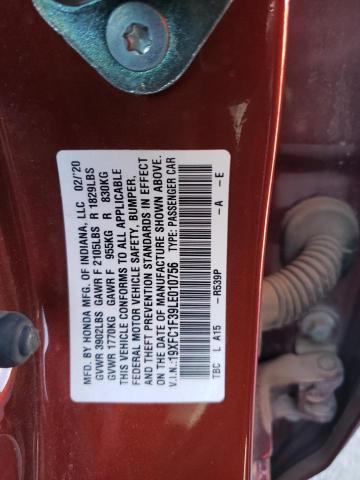 MFD. BY HONDA MFG. OF INDIANA, LLC 02/'20
GVWR 3902LBS GAWR F 2105LBS R 1829LBS
GVWR 1770KG GAWR F 955KG R 830KG
THIS VEHICLE CONFORMS TO ALL APPLICABLE
FEDERAL MOTOR VEHICLE SAFETY, BUMPER,
AND THEFT PREVENTION STANDARDS IN EFFECT
ON THE DATE OF MANUFACTURE SHOWN ABOVE.
V.I.N.:19XFC1F39LE010756 TYPE: PASSENGER CAR
TBC L A15 -R539P -A -E